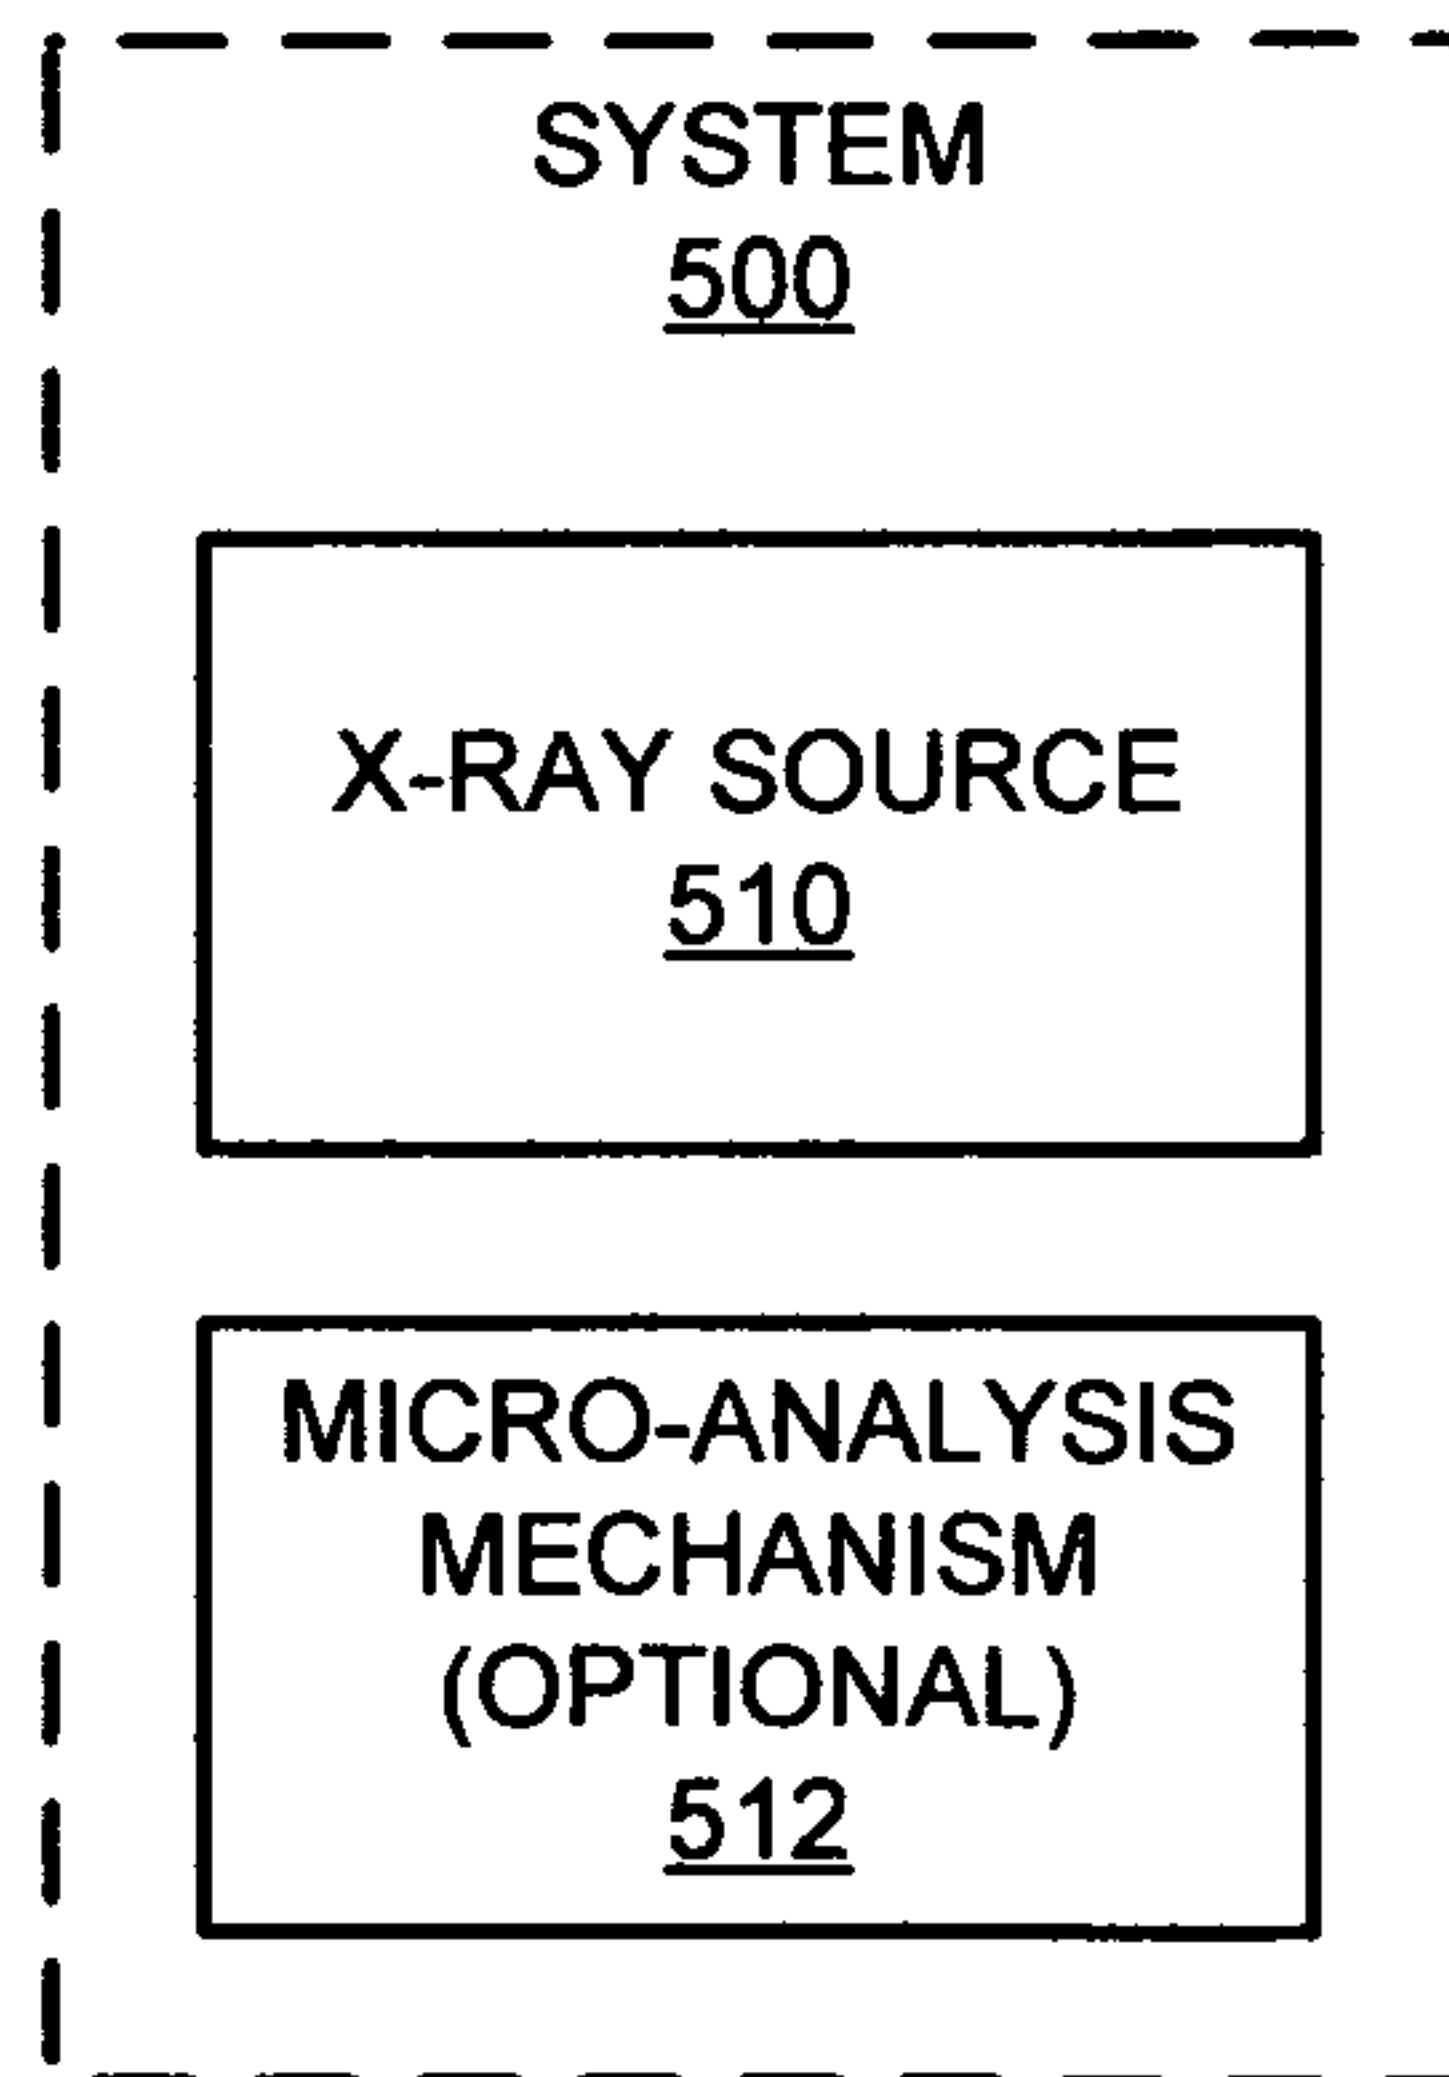 SYSTEM
500
X-RAY SOURCE
510
MICRO-ANALYSIS
MECHANISM
(OPTIONAL)
512